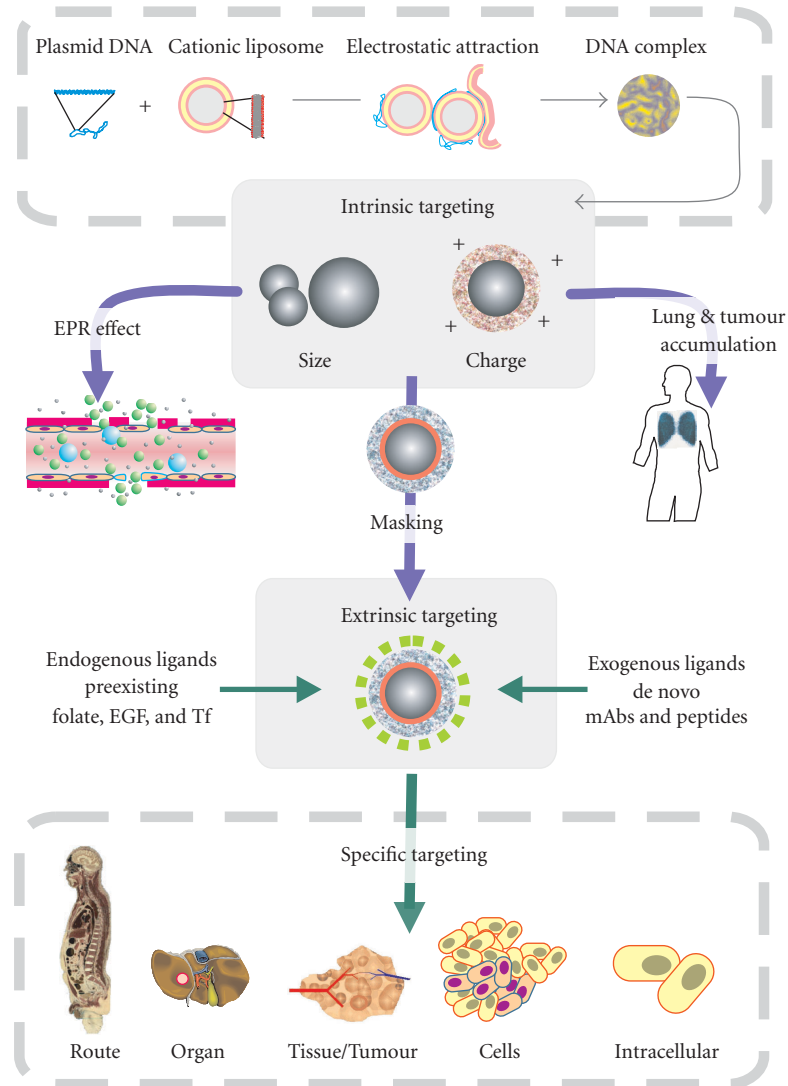 Plasmid DNA
Cationic liposome
Electrostatic attraction
DNA complex
+
Intrinsic targeting
+
+
+
+
Size
Charge
EPR effect
Lung & tumour
accumulation
Masking
Extrinsic targeting
Endogenous ligands
preexisting
folate, EGF, and Tf
Exogenous ligands
de novo
mAbs and peptides
Specific targeting
Route
Organ
Tissue/Tumour
Cells
Intracellular